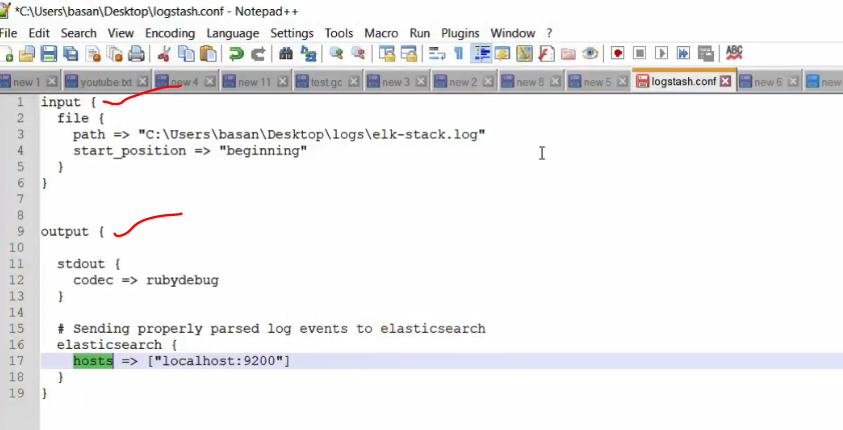 *C:\Users\basan\Desktop\logstash.conf - Notepad++
File Edit Search View Encoding Language Settings Tools Macro Run Plugins Window ?
new 1 youtube.txt new 4 new 11 test.gc new 3 new 2 new 8 new 5 logstash.conf new 6 new
1 input {
2 file {
3 path => "C:\Users\basan\Desktop\logs\elk-stack.log"
4 start_position => "beginning"
5 }
6 }
7
8
9 output {
10
11 stdout {
12 codec => rubydebug
13 }
14
15 # Sending properly parsed log events to elasticsearch
16 elasticsearch {
17 hosts => ["localhost:9200"]
18 }
19 }